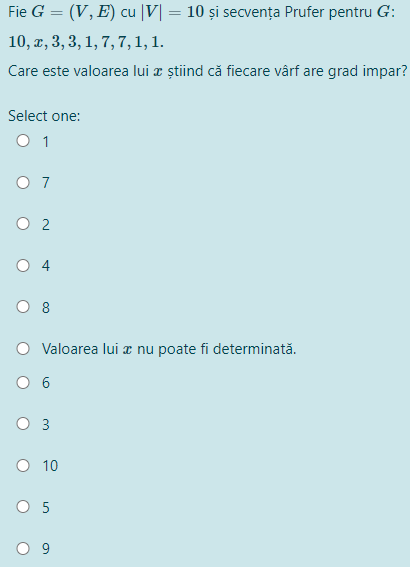 Fie G = (V, E) cu |V| = 10 și secvența Prufer pentru G:
10, x, 3, 3, 1, 7, 7, 1, 1.
Care este valoarea lui x știind că fiecare vârf are grad impar?
Select one:
1
7
2
4
8
Valoarea lui x nu poate fi determinată.
6
3
10
5
9